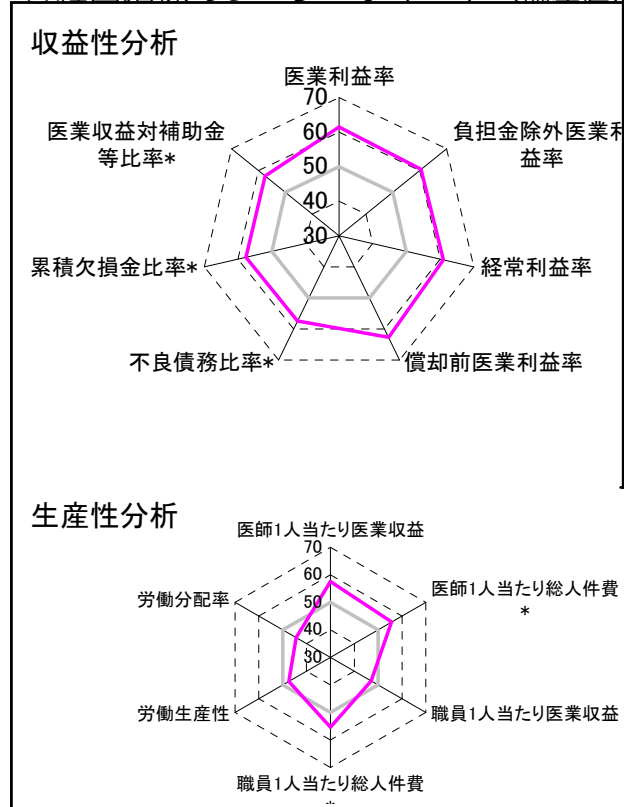 収益性分析
医業利益率
70
60
50
40
30
負担金除外医業利
益率
経常利益率
償却前医業利益率
不良債務比率*
累積欠損金比率*
医業収益対補助金
等比率*
生産性分析
医師1人当たり医業収益
70
60
50
40
30
医師1人当たり総人件費
*
職員1人当たり医業収益
職員1人当たり総人件費
*
労働生産性
労働分配率